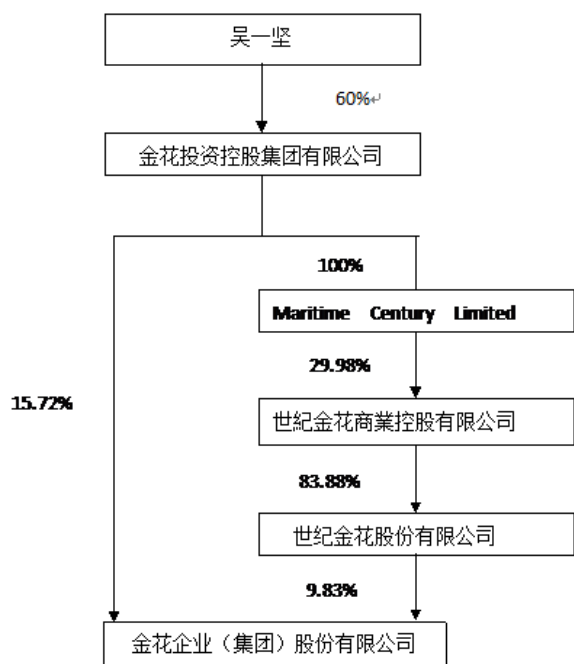 吴一坚
60%↵
金花投资控股集团有限公司
100%
Maritime Century Limited
29.98%
15.72%
世紀金花商業控股有限公司
83.88%
世纪金花股份有限公司
9.83%
金花企业（集团）股份有限公司